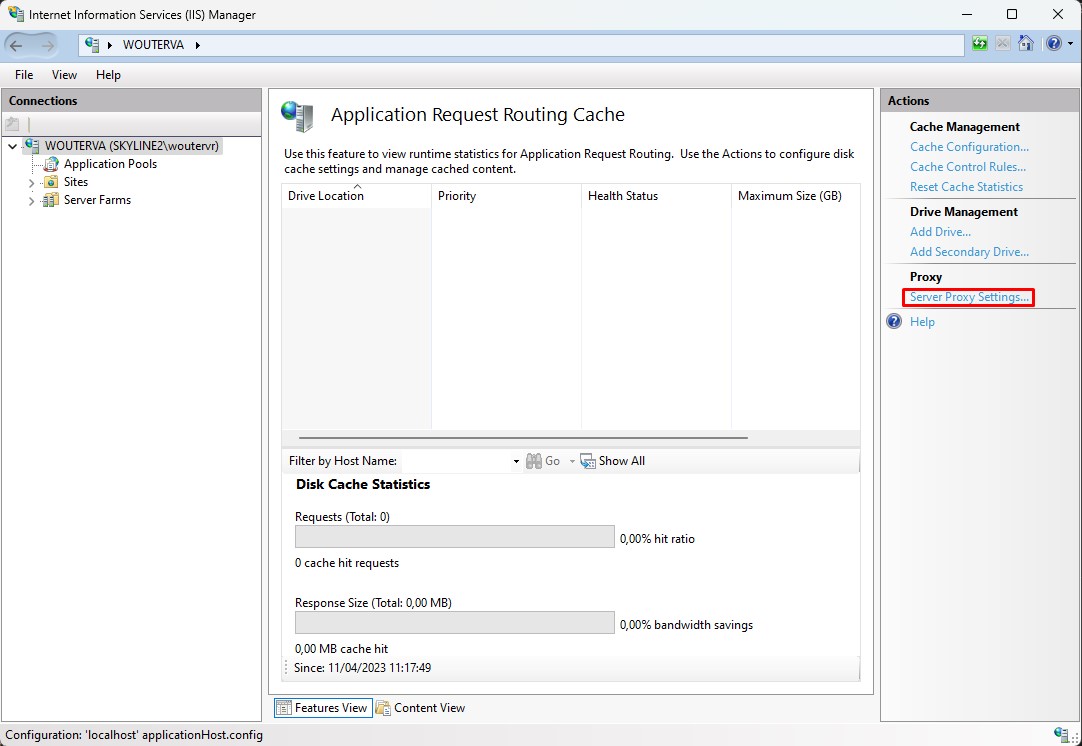 Internet Information Services (IIS) Manager
WOUTERVA
File View Help
Connections
WOUTERVA (SKYLINE2\woutervr)
Application Pools
Sites
Server Farms
Application Request Routing Cache
Use this feature to view runtime statistics for Application Request Routing. Use the Actions to configure disk
cache settings and manage cached content.
Drive Location Priority Health Status Maximum Size (GB)
Filter by Host Name: Go Show All
Disk Cache Statistics
Requests (Total: 0)
0,00% hit ratio
0 cache hit requests
Response Size (Total: 0,00 MB)
0,00% bandwidth savings
0,00 MB cache hit
Since: 11/04/2023 11:17:49
Features View Content View
Actions
Cache Management
Cache Configuration...
Cache Control Rules...
Reset Cache Statistics
Drive Management
Add Drive...
Add Secondary Drive...
Proxy
Server Proxy Settings...
Help
Configuration: 'localhost' applicationHost.config